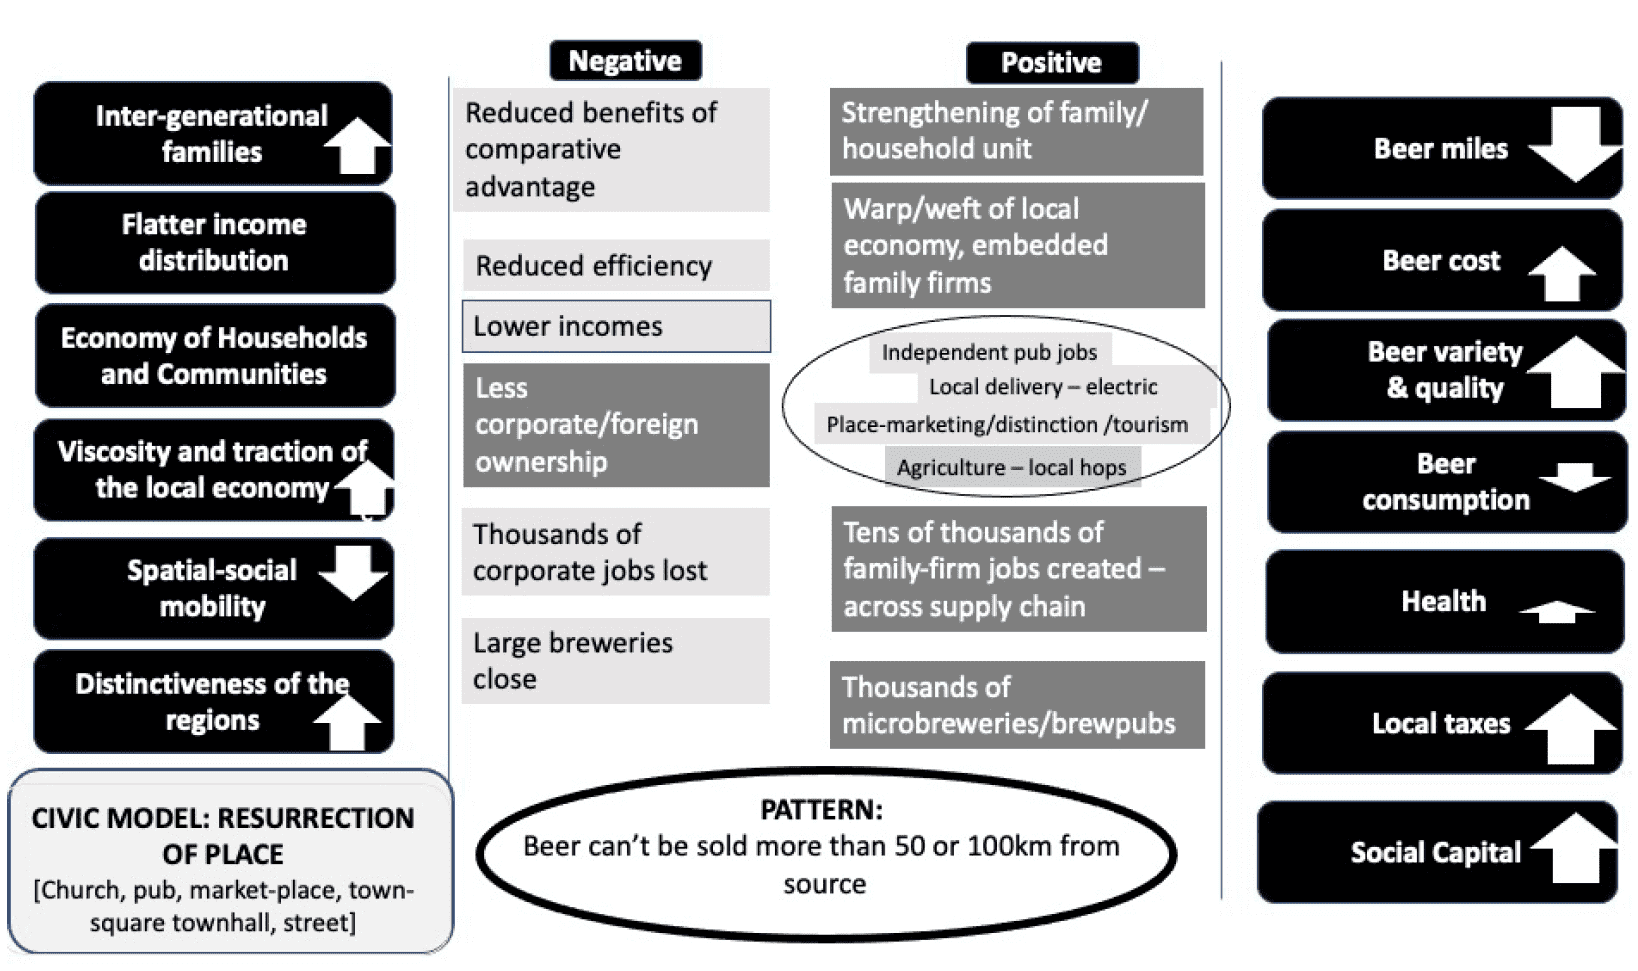 Inter-generational
families
Flatter income
distribution
Economy of Households
and Communities
Viscosity and traction of
the local economy
Spatial-social
mobility
Distinctiveness of the
regions
CIVIC MODEL: RESURRECTION
OF PLACE
[Church, pub, market-place, town-
square townhall, street]
Negative
Reduced benefits of
comparative
advantage
Reduced efficiency
Lower incomes
Less
corporate/foreign
ownership
Thousands of
corporate jobs lost
Large breweries
close
Positive
Strengthening of family/
household unit
Warp/weft of local
economy, embedded
family firms
Independent pub jobs
Local delivery – electric
Place-marketing/distinction /tourism
Agriculture – local hops
Tens of thousands of
family-firm jobs created –
across supply chain
Thousands of
microbreweries/brewpubs
PATTERN:
Beer can’t be sold more than 50 or 100km from
source
Beer miles
Beer cost
Beer variety
& quality
Beer
consumption
Health
Local taxes
Social Capital